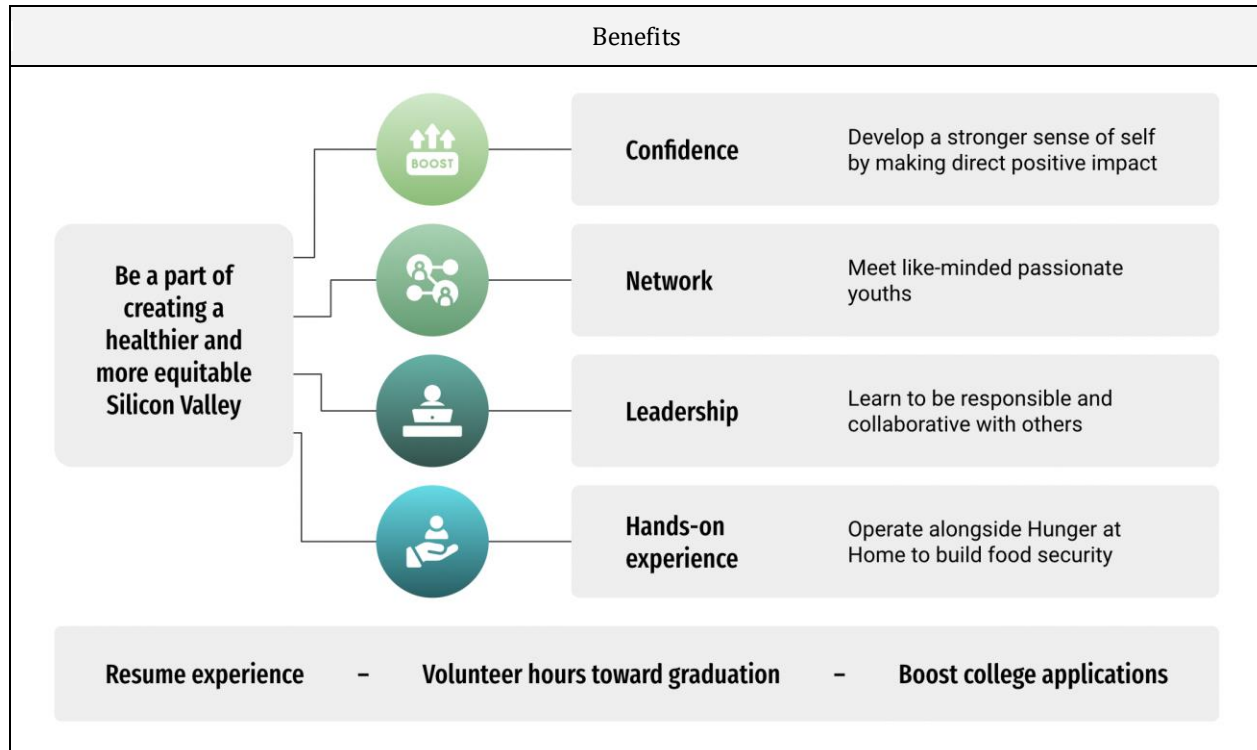 Benefits
Be a part of
creating a
healthier and
more equitable
Silicon Valley
BOOST
Confidence
Develop a stronger sense of self
by making direct positive impact
Network
Meet like-minded passionate
youths
Leadership
Learn to be responsible and
collaborative with others
Hands-on
experience
Operate alongside Hunger at
Home to build food security
Resume experience – Volunteer hours toward graduation – Boost college applications